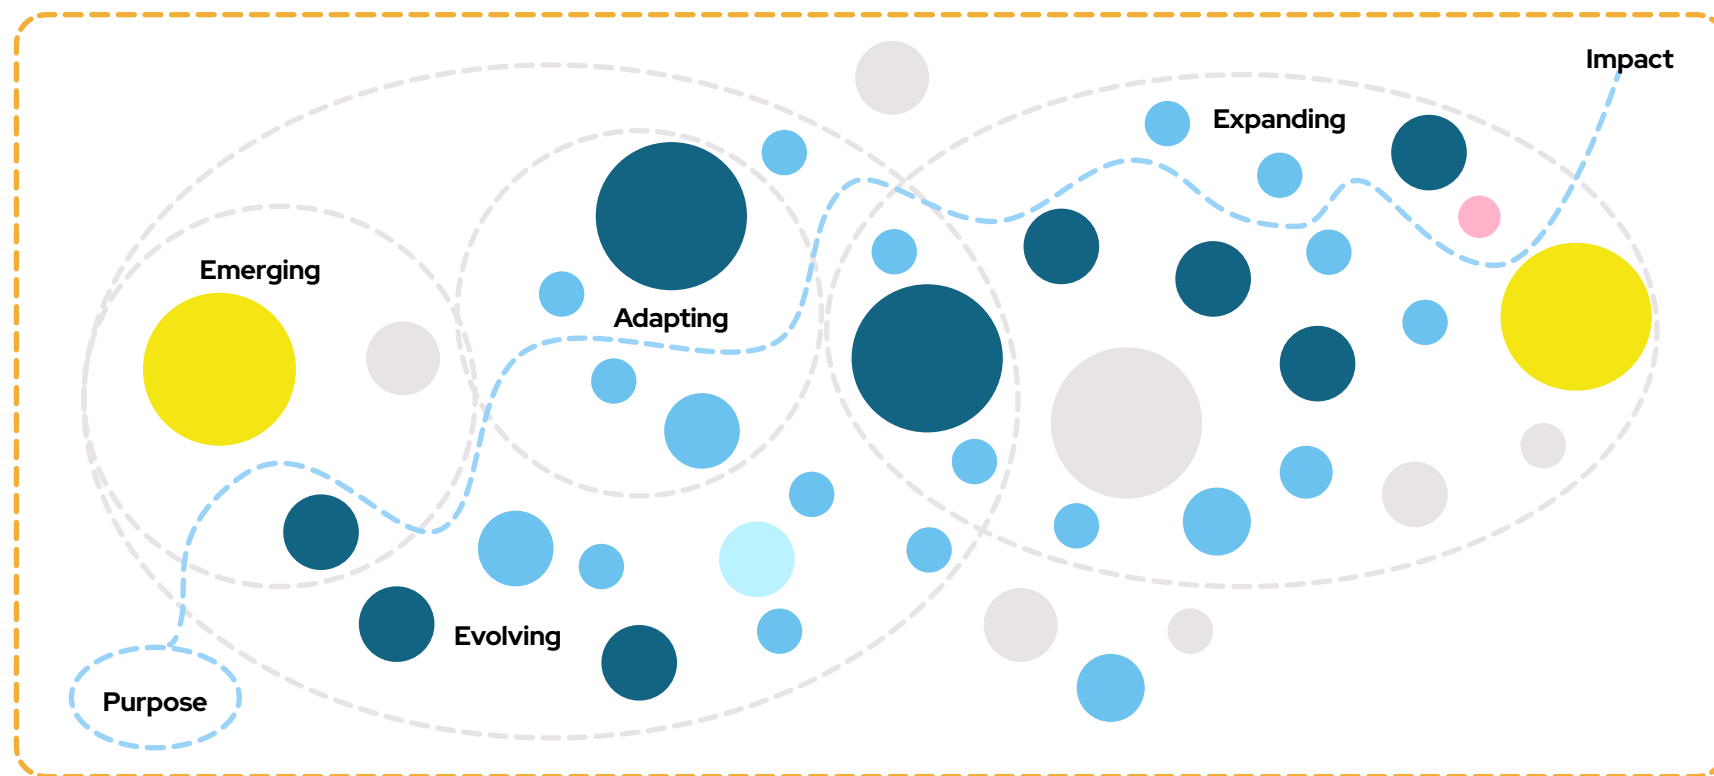 Impact
Expanding
Emerging
Adapting
Evolving
Purpose